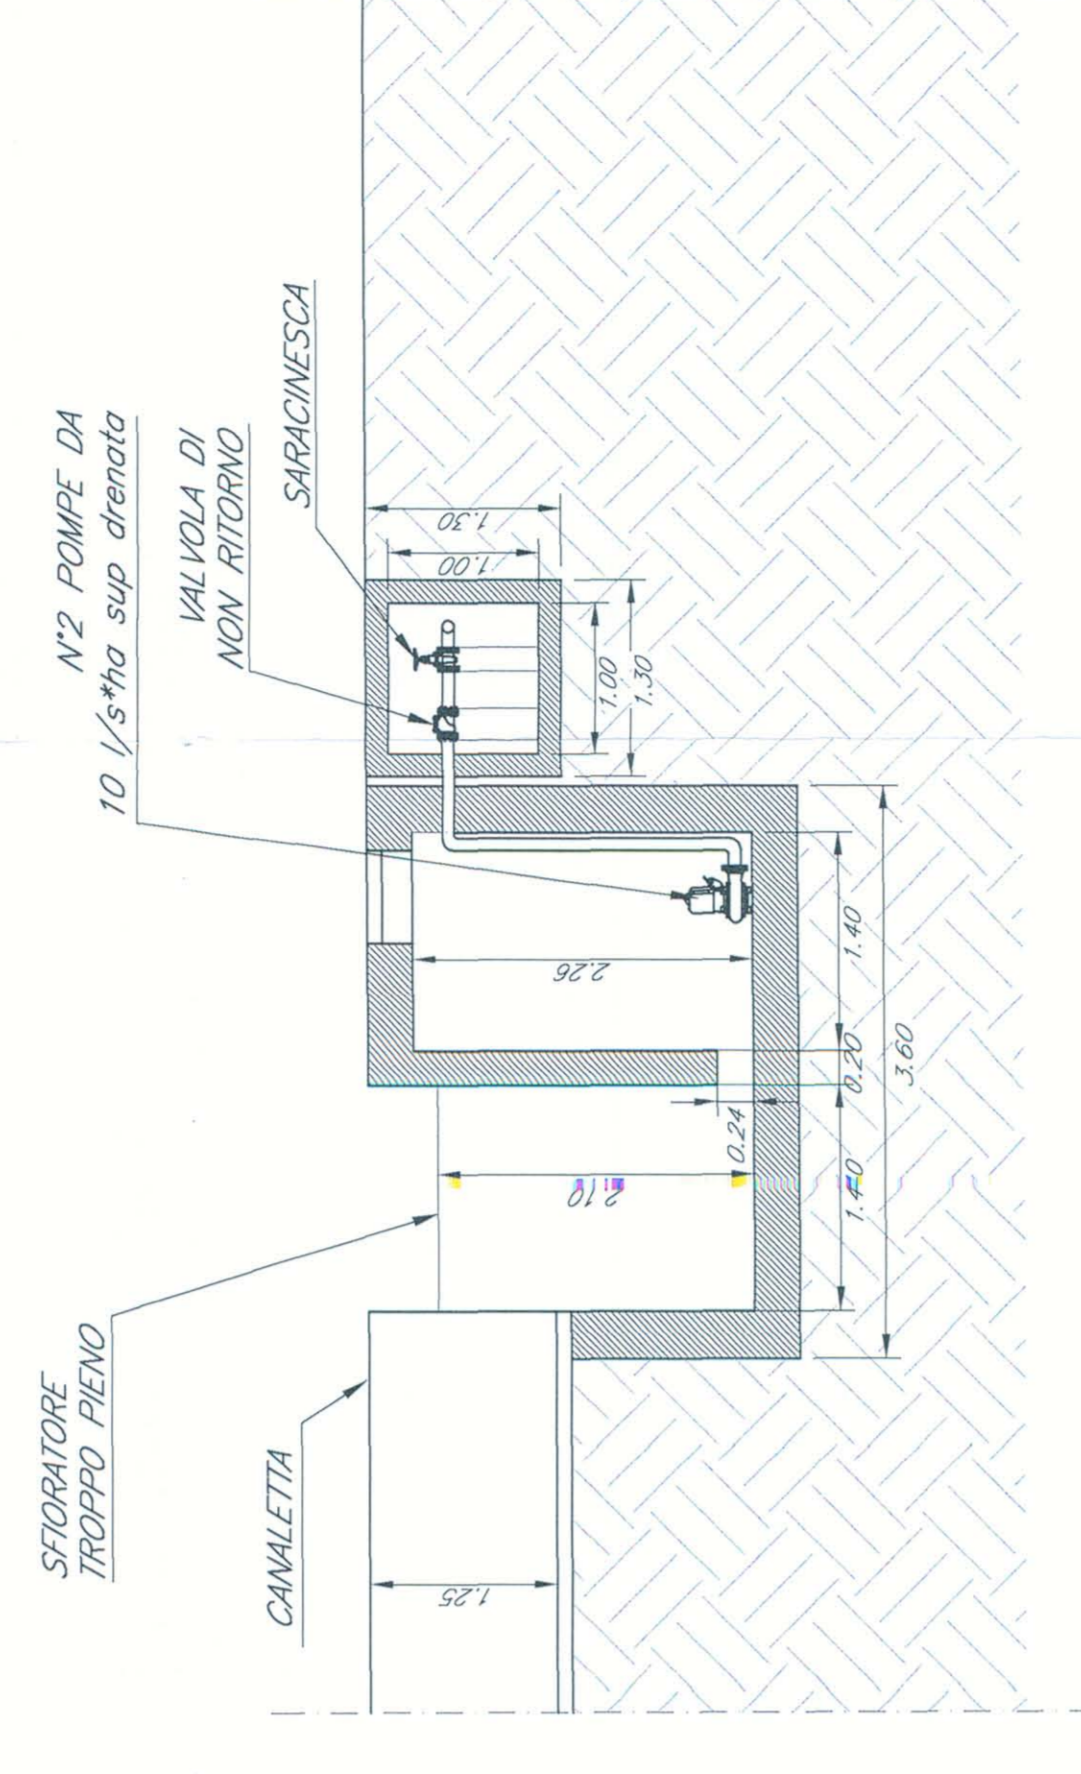 SFIORATORE
TROPPO PIENO
CANALETTA
N°2 POMPE DA
10 l/s*ha sup drenata
VALVOLA DI
NON RITORNO
SARACINESCA
1.25
2.10
0.24
2.26
1.00
1.30
1.00
1.30
1.40
0.20
1.40
3.60